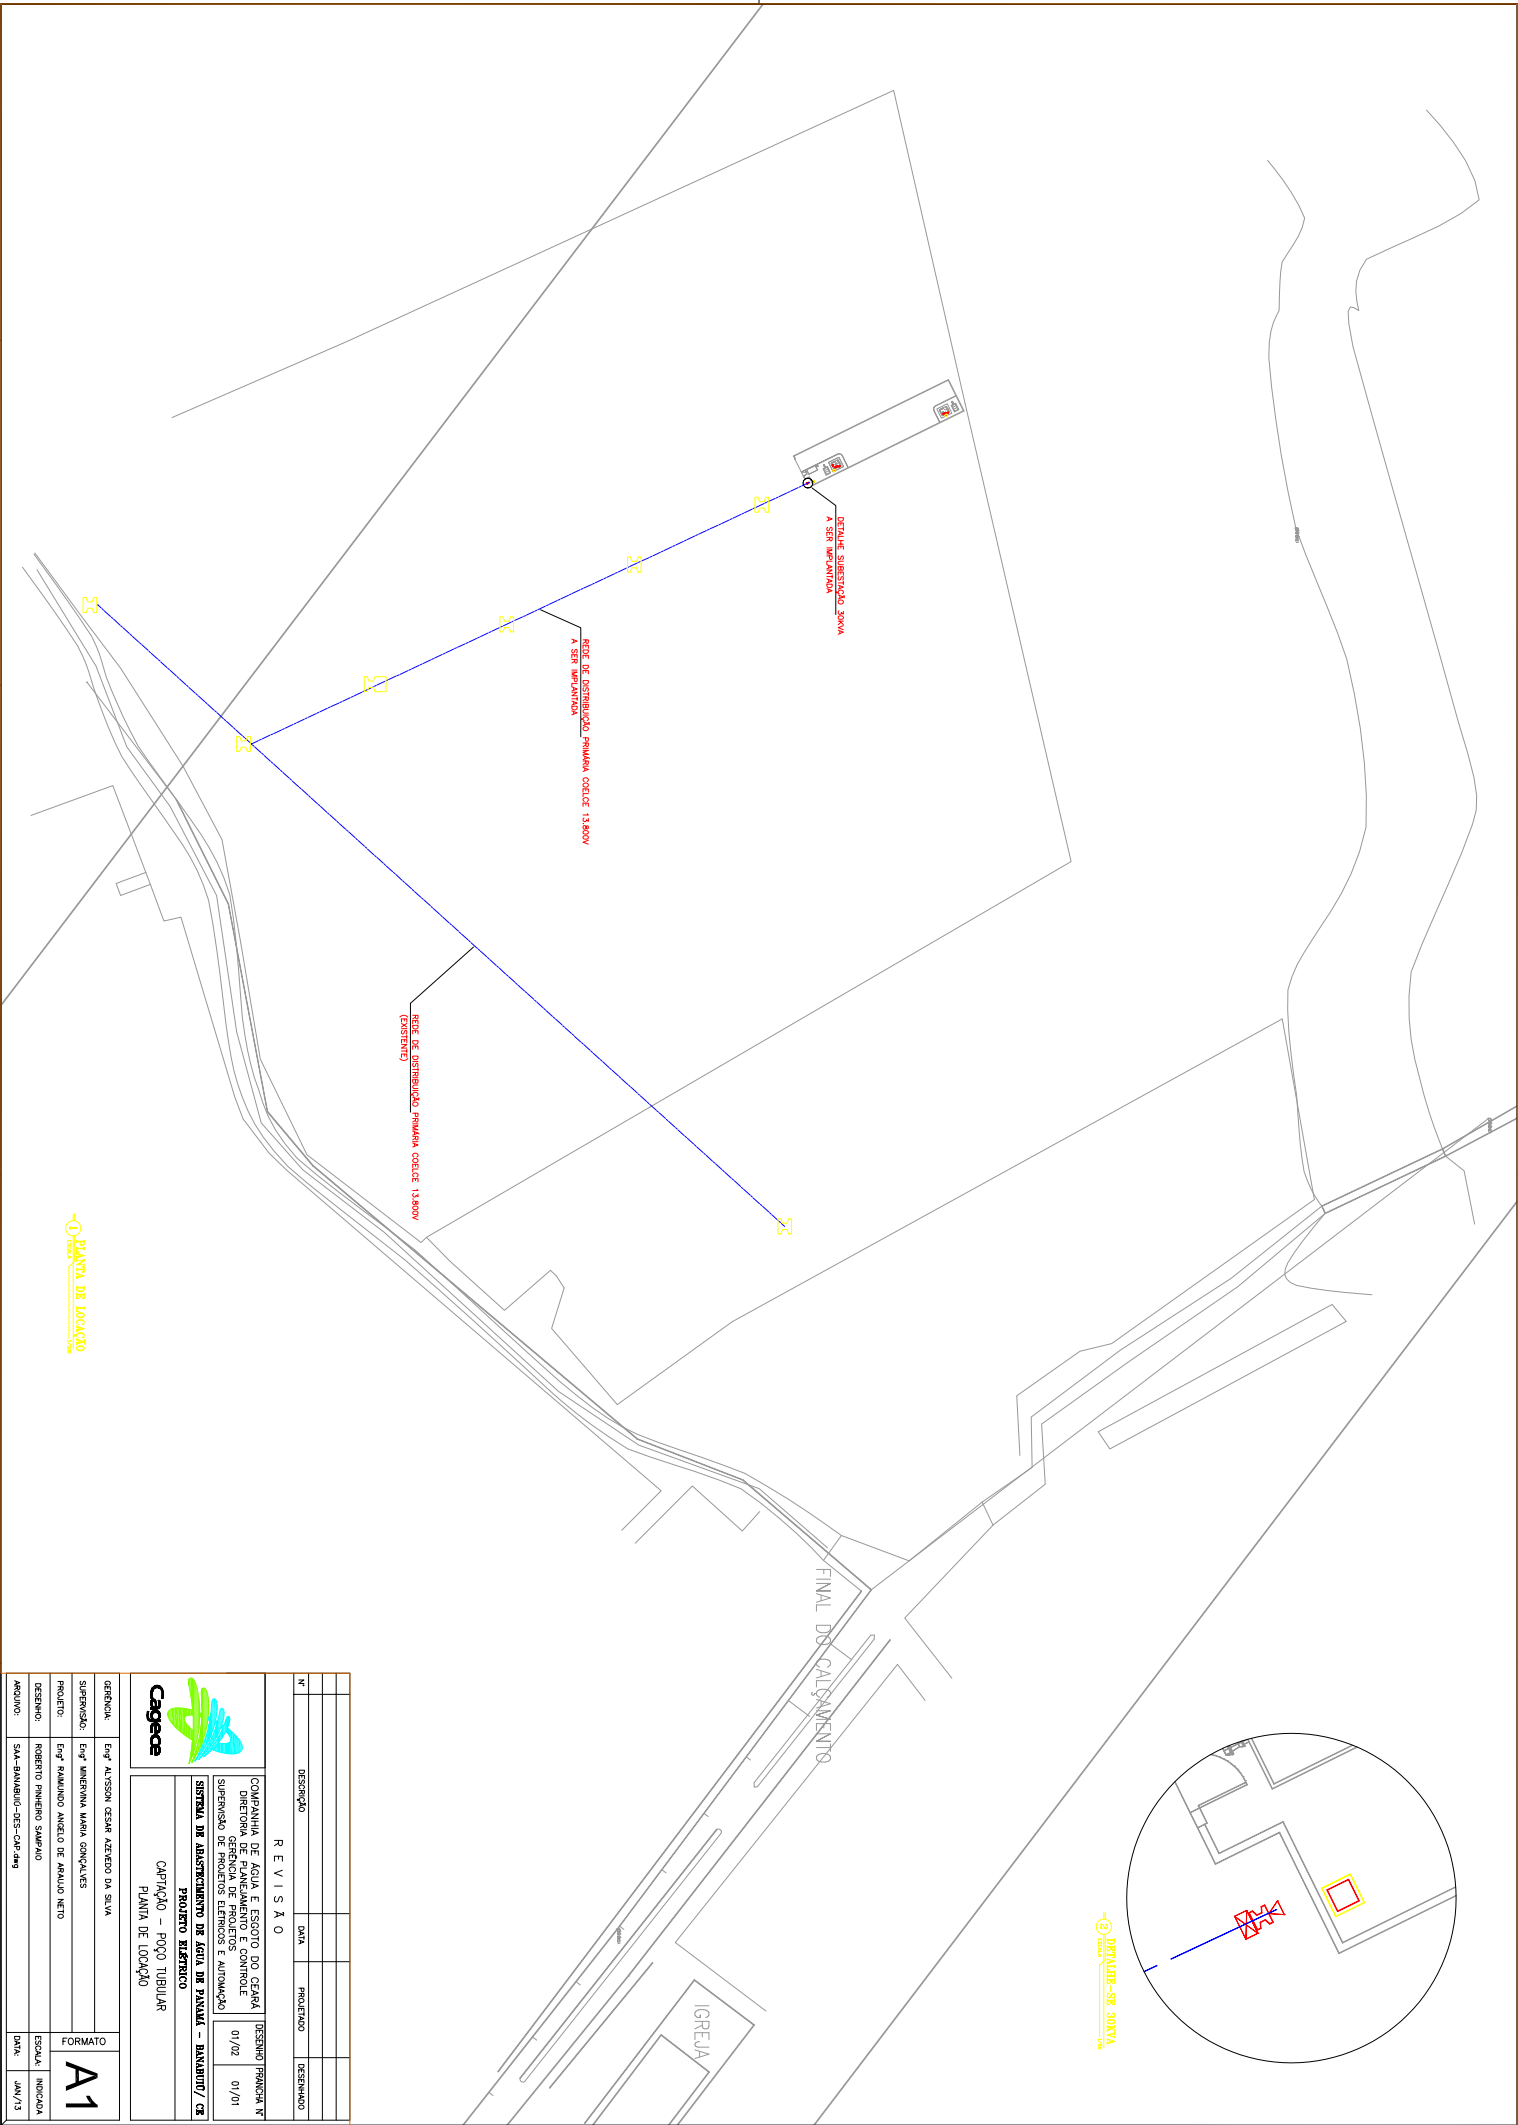 DETALHE SUBESTAÇÃO 30KVA
A SER IMPLANTADA
REDE DE DISTRIBUIÇÃO PRIMÁRIA COELCE 13.800V
A SER IMPLANTADA
REDE DE DISTRIBUIÇÃO PRIMÁRIA COELCE 13.800V
(EXISTENTE)
1 PLANTA DE LOCAÇÃO
FINAL DO CALÇAMENTO
IGREJA
2 DETALHE-SE 30KVA
R E V I S Ã O
Nº DESCRIÇÃO DATA PROJETADO DESENHADO
Cagece
COMPANHIA DE ÁGUA E ESGOTO DO CEARÁ
DIRETORIA DE PLANEJAMENTO E CONTROLE
GERÊNCIA DE PROJETOS
SUPERVISÃO DE PROJETOS ELÉTRICOS E AUTOMAÇÃO
DESENHO PRANCHA Nº
01/02 01/01
SISTEMA DE ABASTECIMENTO DE ÁGUA DE PANAMÁ - BANABUIÚ/ CE
PROJETO ELÉTRICO
CAPTAÇÃO - POÇO TUBULAR
PLANTA DE LOCAÇÃO
GERÊNCIA: Engº ALYSSON CESAR AZEVEDO DA SILVA
SUPERVISÃO: Engª MINERVINA MARIA GONÇALVES
PROJETO: Engº RAIMUNDO ANGELO DE ARAUJO NETO
DESENHO: ROBERTO PINHEIRO SAMPAIO
ARQUIVO: SAA-BANABUIÚ-DES-CAP.dwg
FORMATO
A1
ESCALA: INDICADA
DATA: JAN/13